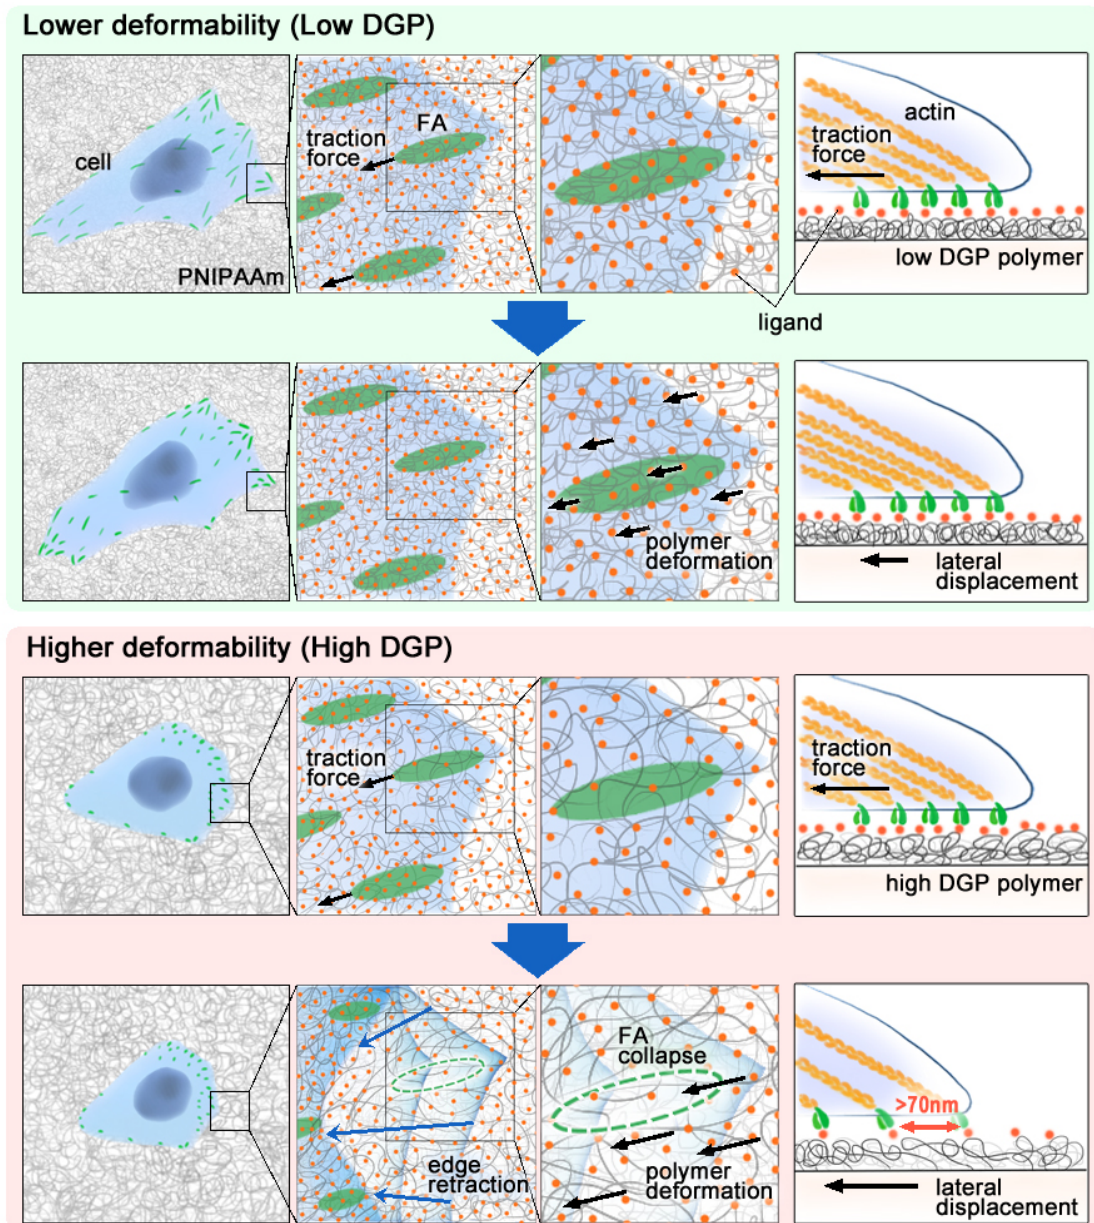 Lower deformability (Low DGP)
cell
PNIPAAm
traction
force
FA
actin
traction
force
low DGP polymer
ligand
polymer
deformation
lateral
displacement
Higher deformability (High DGP)
traction
force
traction
force
high DGP polymer
edge
retraction
FA
collapse
polymer
deformation
>70nm
lateral
displacement